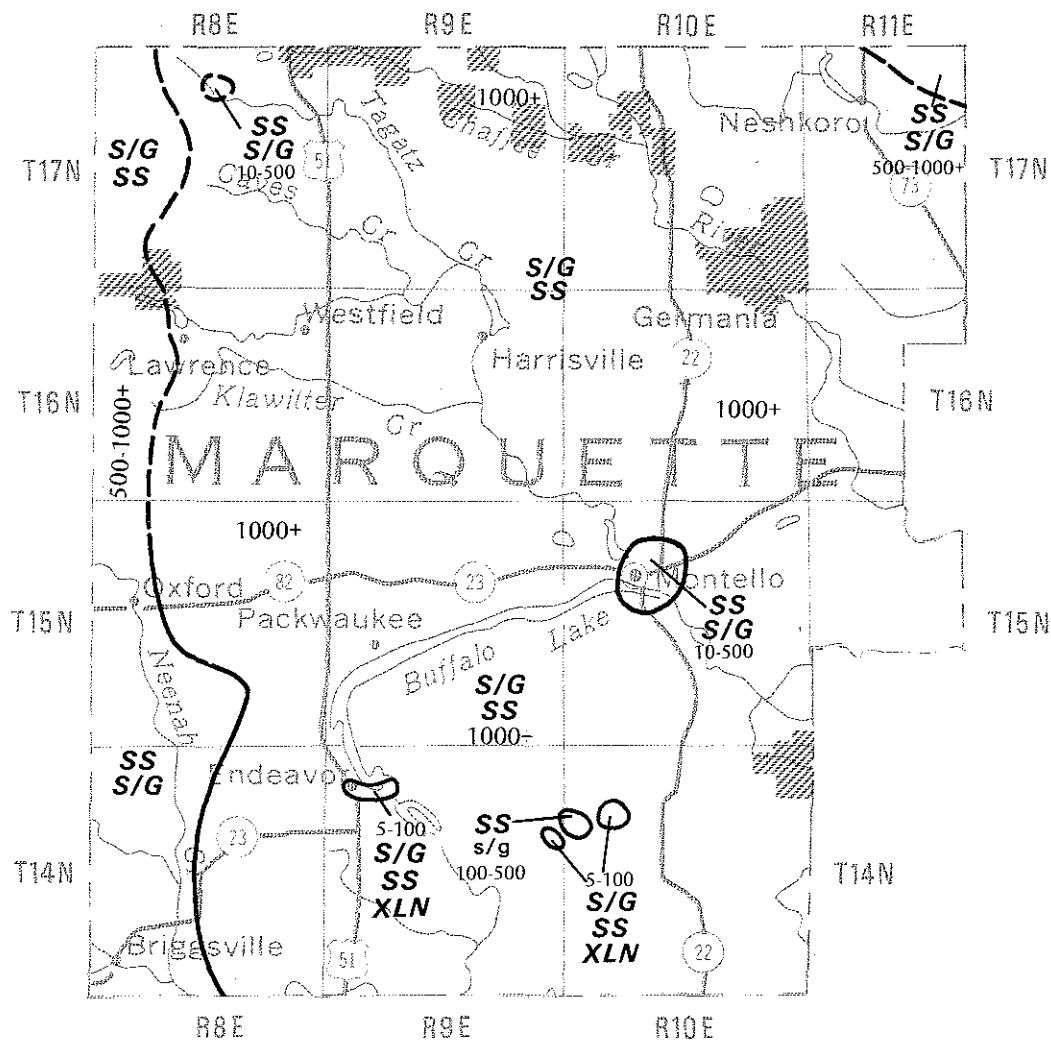 R8E
R9E
R10E
R11E
T17N
S/G
SS
SS
S/G
10-500
Caves
Cr
51
Tagatz
Cr
1000+
Chaffee
Cr
Neshkoro
SS
S/G
500-1000+
73
T17N
Ri
S/G
SS
Westfield
Germania
Lawrence
Harrisville
22
T16N
Klawitter
Cr
1000+
T16N
500-1000+
MARQUETTE
1000+
Oxford
82
23
Montello
T15N
Packwaukee
SS
S/G
10-500
T15N
Neenah
Buffalo
Lake
S/G
SS
1000-
SS
S/G
Endeavor
23
5-100
S/G
SS
XLN
SS
s/g
100-500
5-100
S/G
SS
XLN
T14N
T14N
Briggsville
51
22
R8E
R9E
R10E